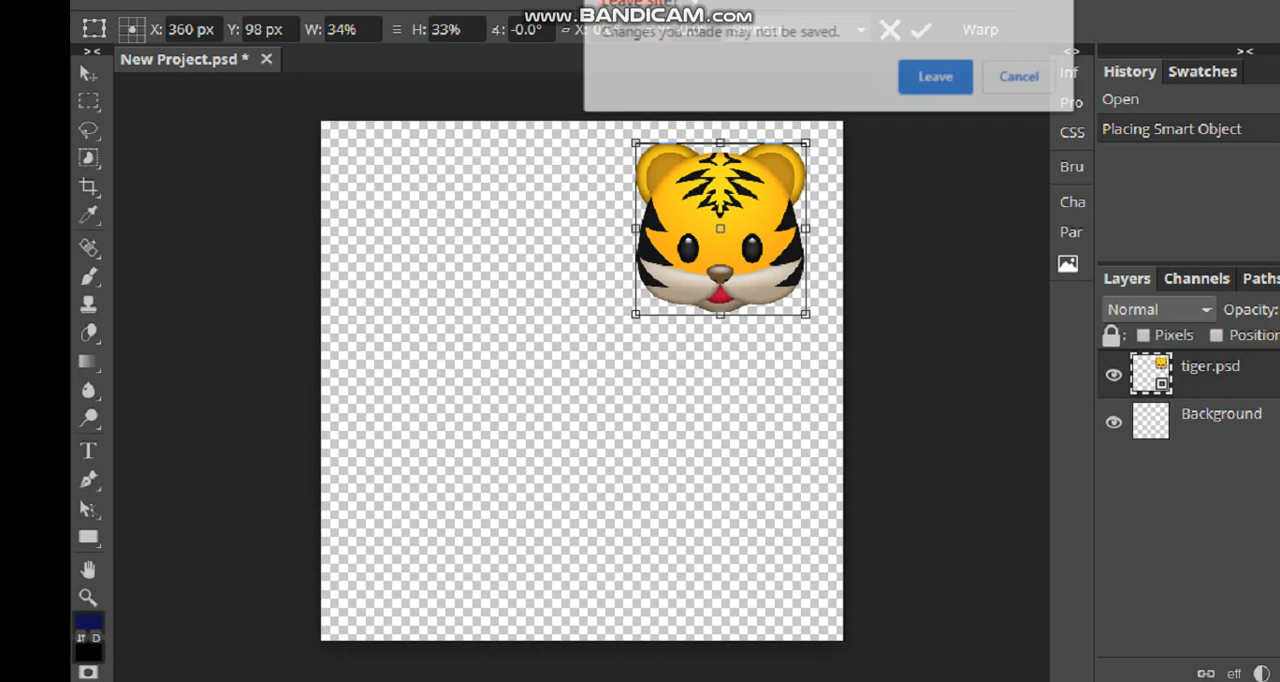 www.BANDICAM.com
Changes you made may not be saved.
X: 360 px Y: 98 px W: 34% H: 33% -0.0° X: Warp
New Project.psd *
Leave Cancel
> <
< >
> <
Inf
Pro
CSS
Bru
Cha
Par
History Swatches
Open
Placing Smart Object
Layers Channels Paths
Normal Opacity:
Pixels Position
tiger.psd
Background
T
D
eff